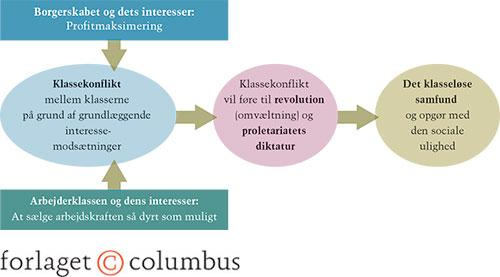 Borgerskabet og dets interesser:
Profitmaksimering
Klassekonflikt
mellem klasserne
på grund af grundlæggende
interesse-
modsætninger
Klassekonflikt
vil føre til revolution
(omvæltning) og
proletariatets
diktatur
Det klasseløse
samfund
og opgør med
den sociale
ulighed
Arbejderklassen og dens interesser:
At sælge arbejdskraften så dyrt som muligt
forlaget © columbus